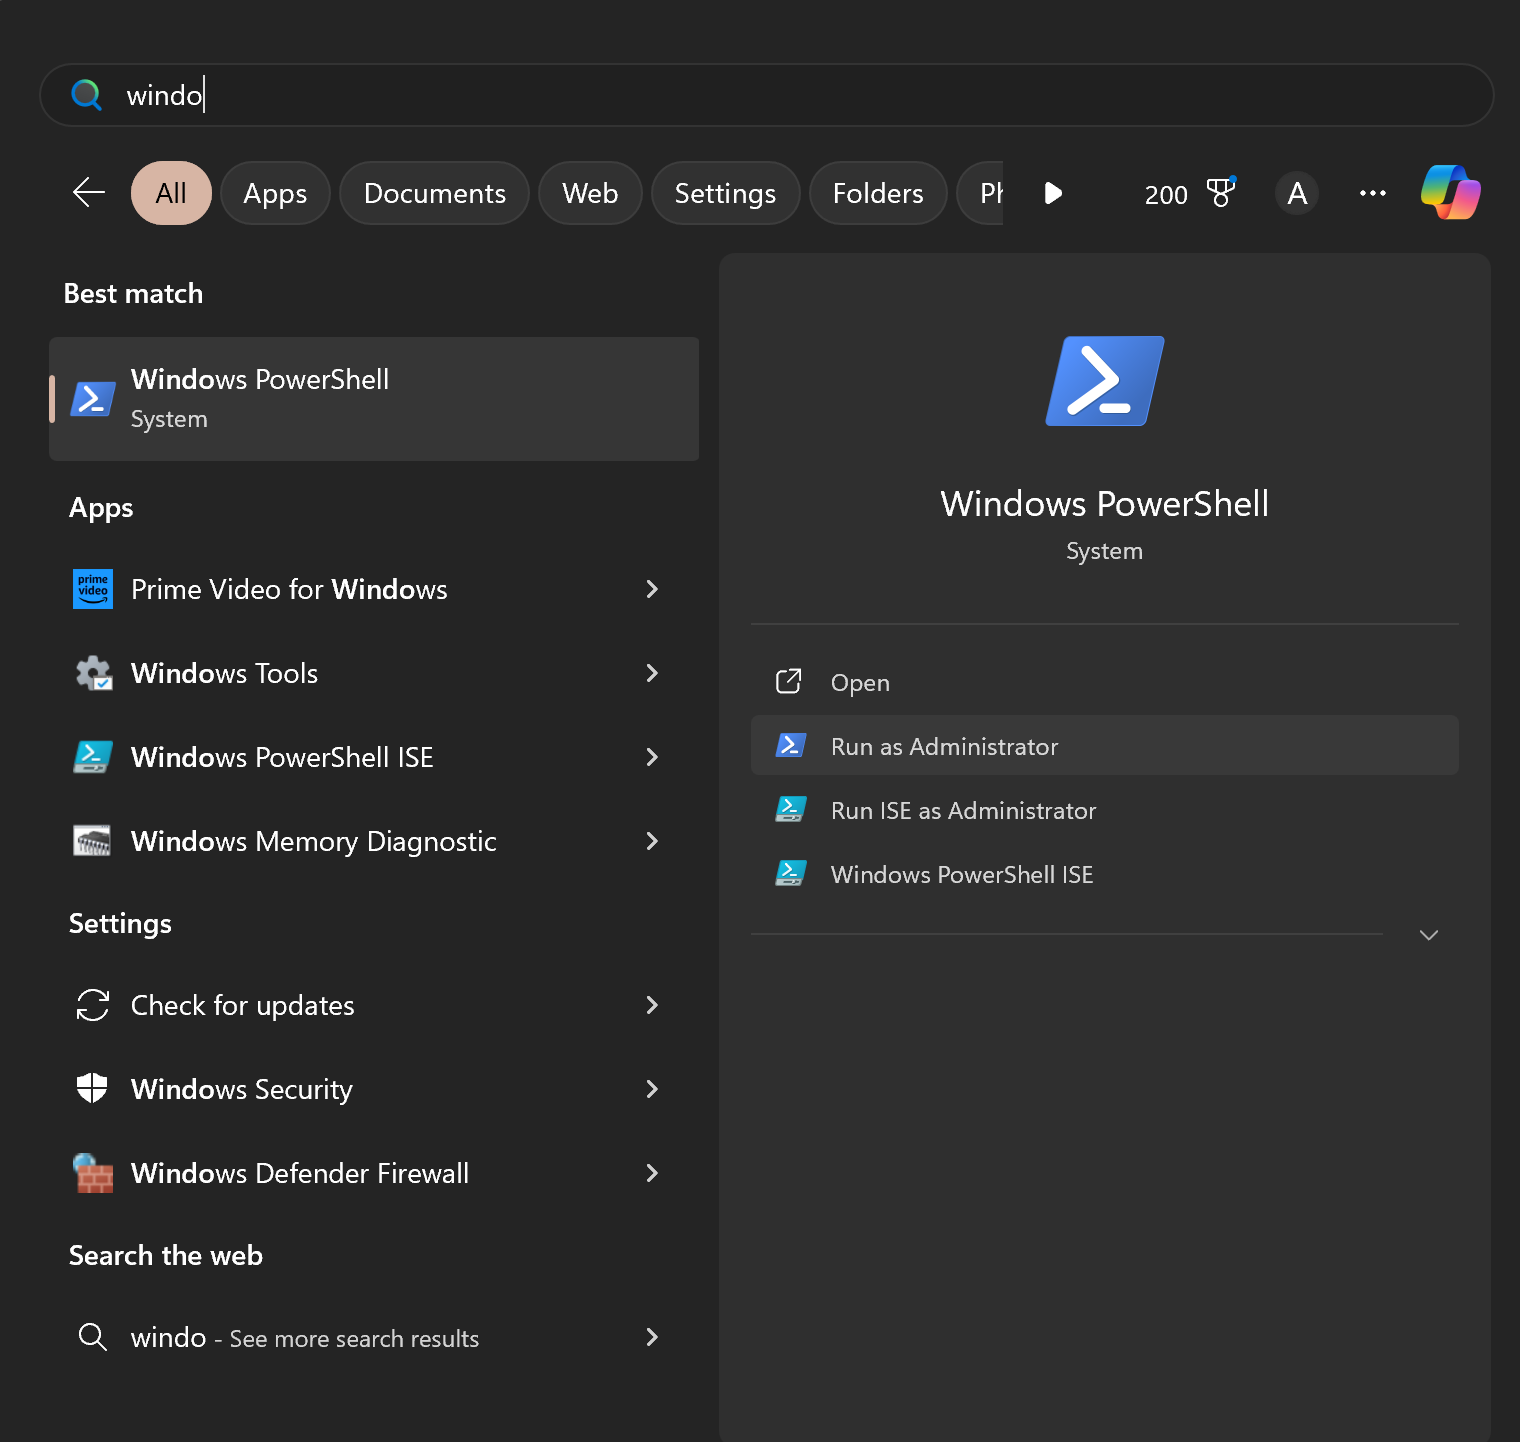 windo
All
Apps
Documents
Web
Settings
Folders
200
A
Best match
Windows PowerShell
System
Apps
prime
video
Prime Video for Windows
Windows Tools
Windows PowerShell ISE
Windows Memory Diagnostic
Settings
Check for updates
Windows Security
Windows Defender Firewall
Search the web
windo - See more search results
Windows PowerShell
System
Open
Run as Administrator
Run ISE as Administrator
Windows PowerShell ISE